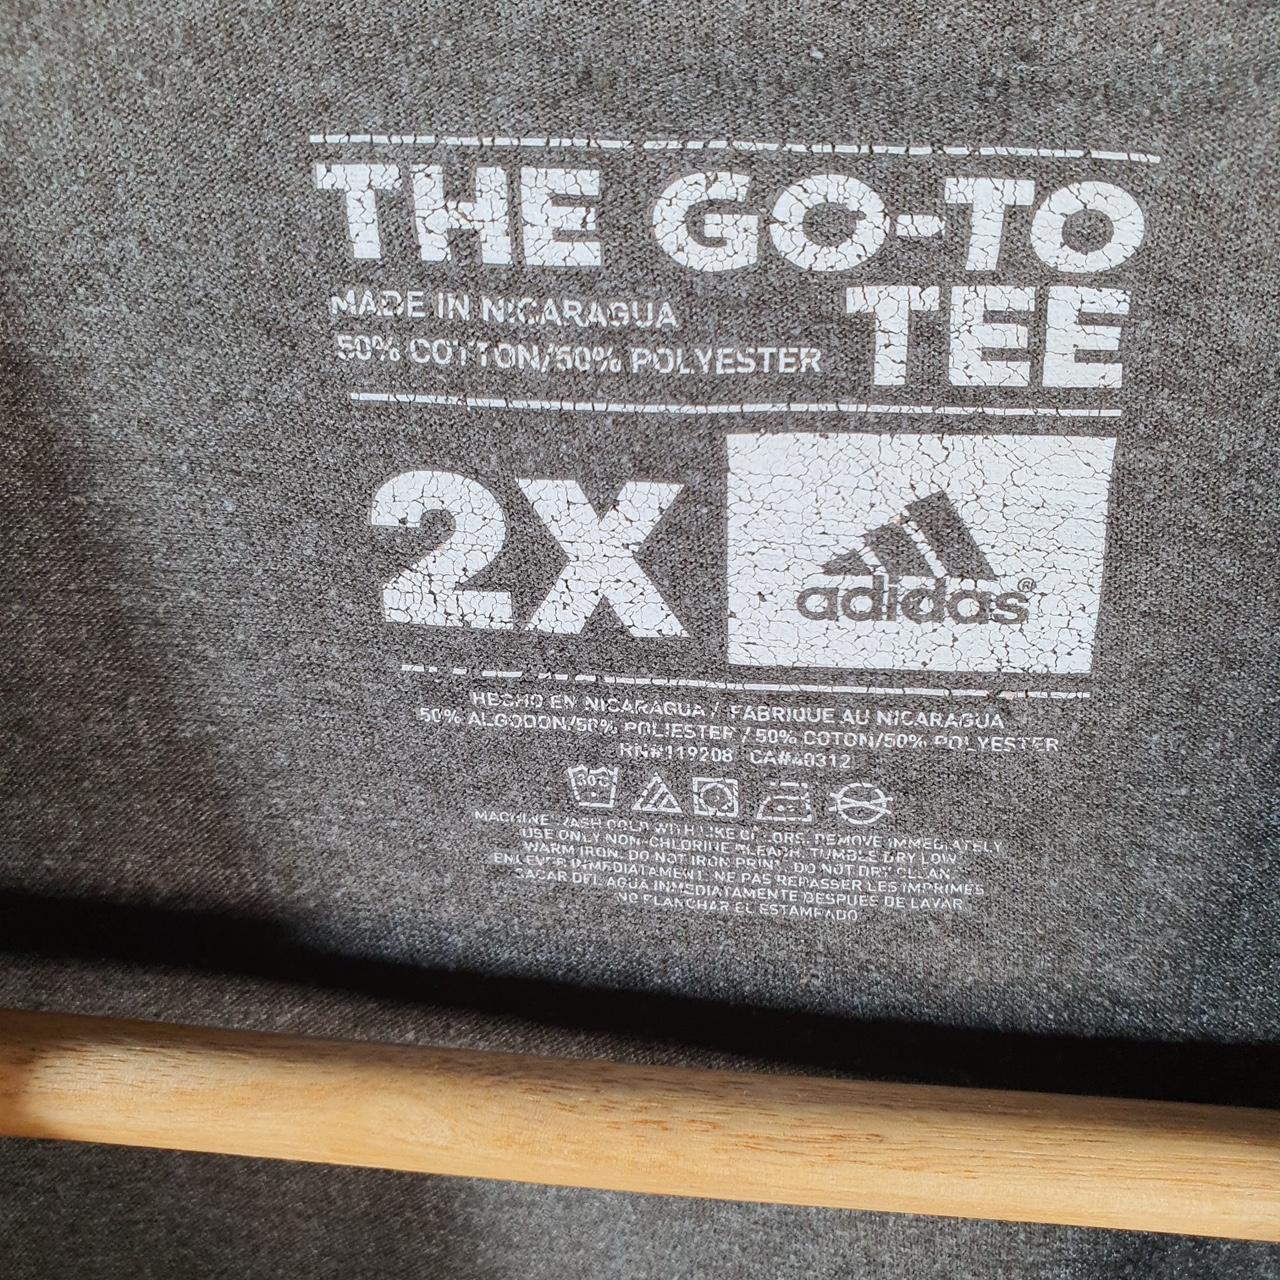 THE GO-TO
TEE
MADE IN NICARAGUA
50% COTTON/50% POLYESTER
2X
adidas®
HECHO EN NICARAGUA / FABRIQUE AU NICARAGUA
50% ALGODON/50% POLIESTER / 50% COTON/50% POLYESTER
RN#119208 CA#40312
30C
MACHINE WASH COLD WITH LIKE COLORS. REMOVE IMMEDIATELY
USE ONLY NON-CHLORINE BLEACH. TUMBLE DRY LOW
WARM IRON. DO NOT IRON PRINT. DO NOT DRY CLEAN
ENLEVER IMMEDIATAMENT. NE PAS REPASSER LES IMPRIMES
SACAR DEL AGUA INMEDIATAMENTE DESPUES DE LAVAR
NO PLANCHAR EL ESTAMPADO